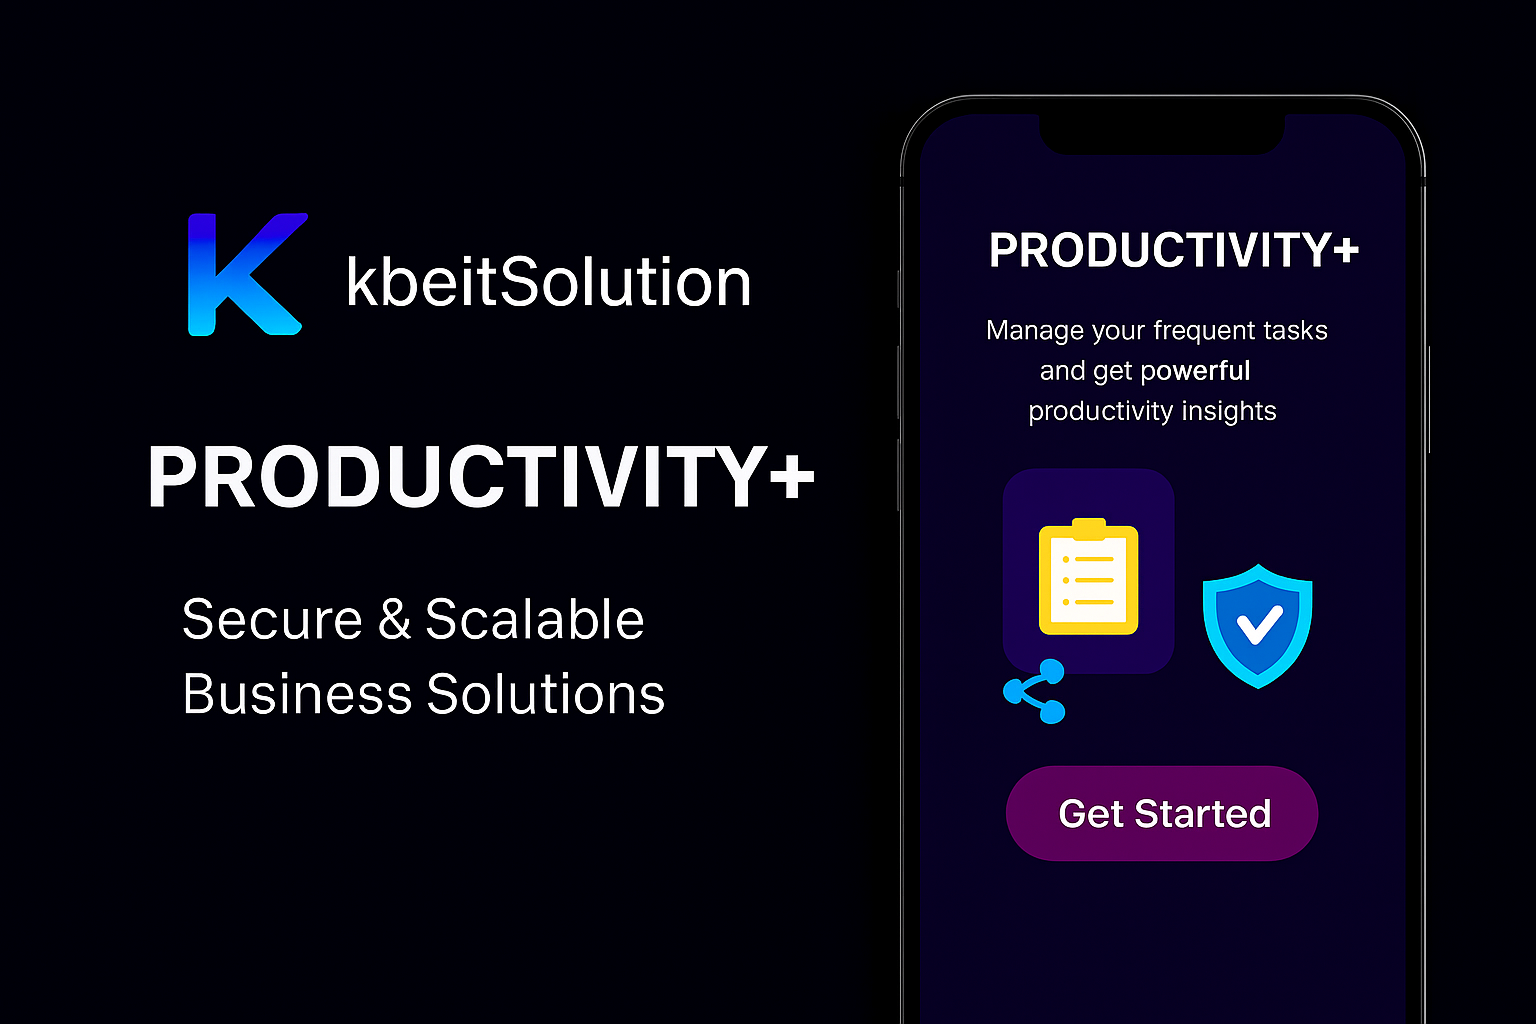 kbeitSolution
PRODUCTIVITY+
Secure & Scalable
Business Solutions
PRODUCTIVITY+
Manage your frequent tasks
and get powerful
productivity insights
Get Started